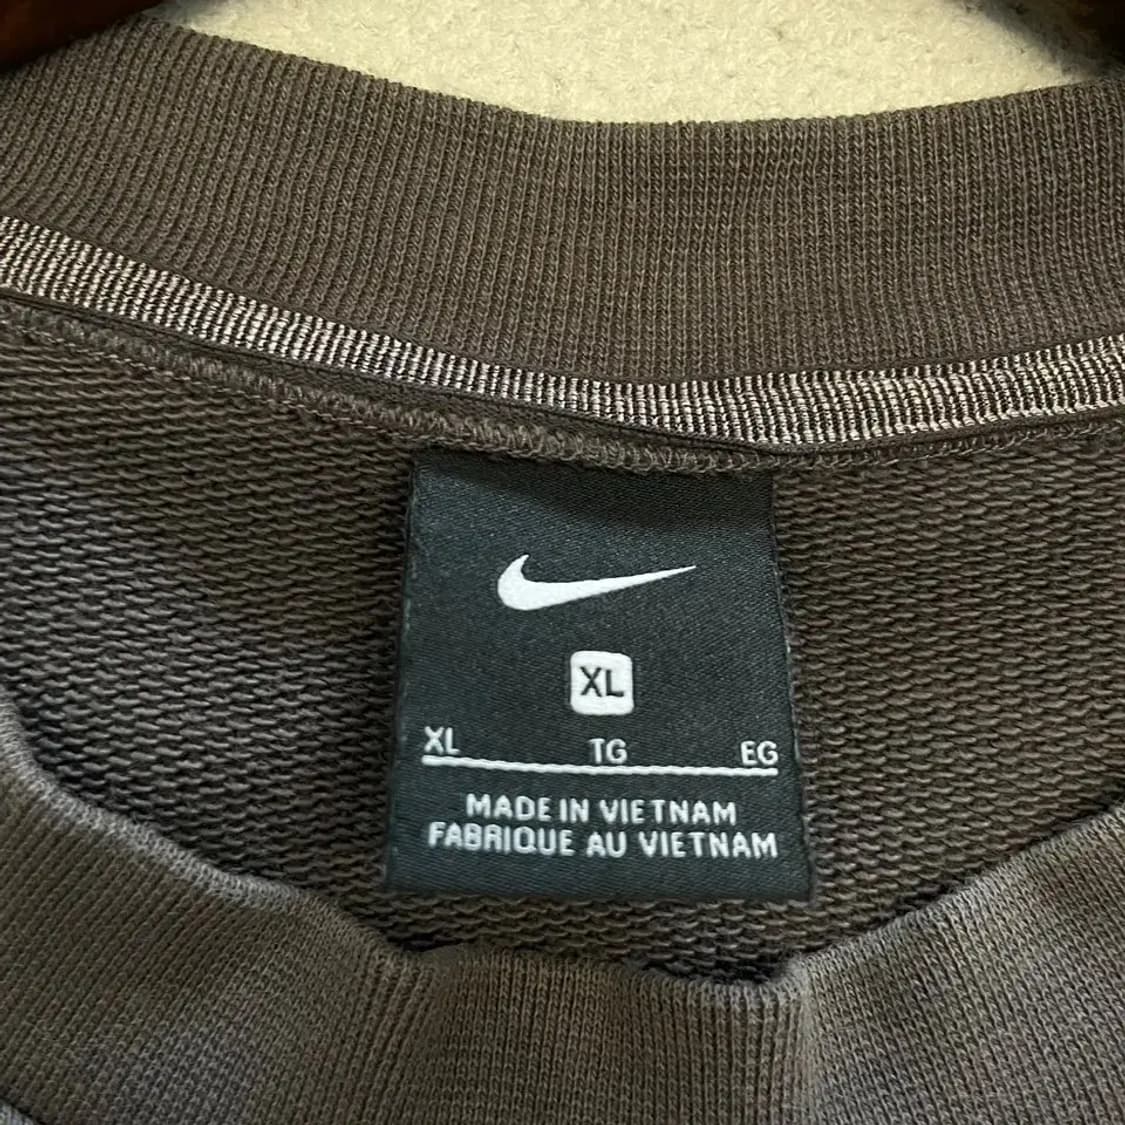 XL
XL TG EG
MADE IN VIETNAM
FABRIQUE AU VIETNAM